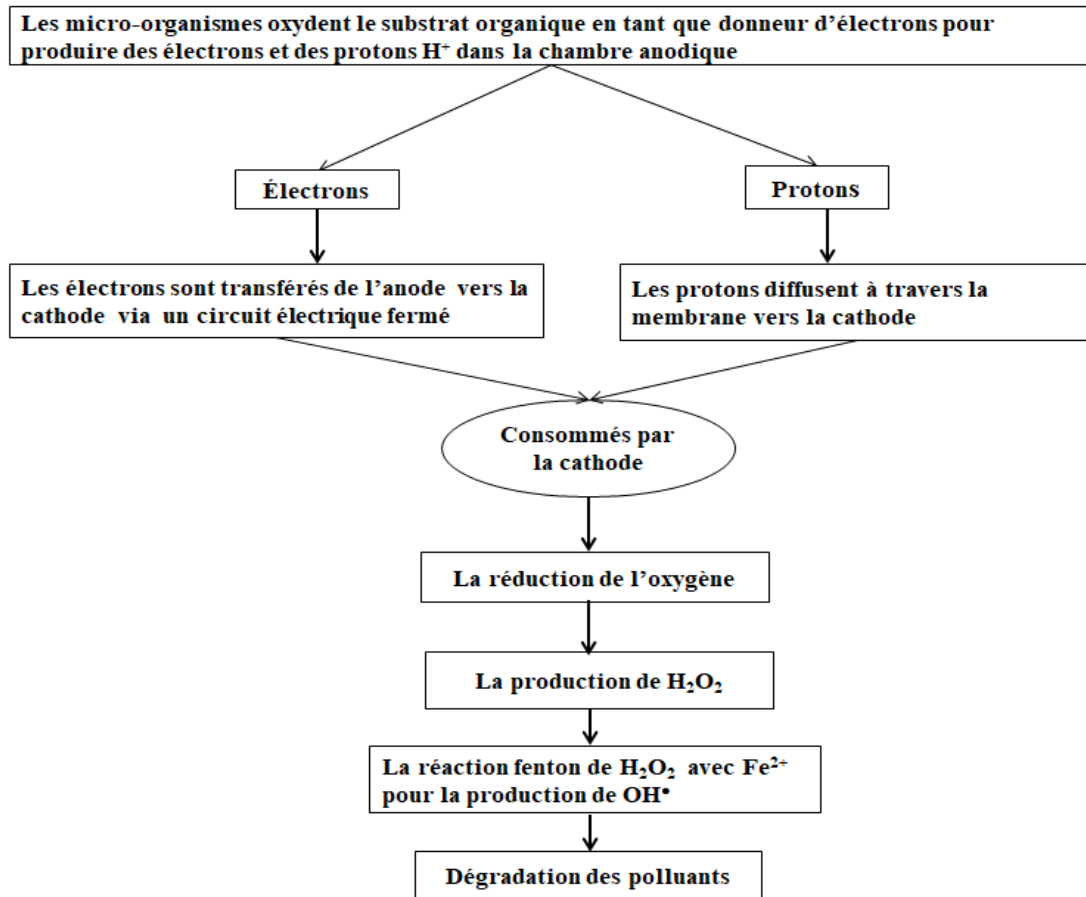 Les micro-organismes oxydent le substrat organique en tant que donneur d’électrons pour
produire des électrons et des protons H⁺ dans la chambre anodique
Électrons
Protons
Les électrons sont transférés de l’anode vers la
cathode via un circuit électrique fermé
Les protons diffusent à travers la
membrane vers la cathode
Consommés par
la cathode
La réduction de l’oxygène
La production de H₂O₂
La réaction fenton de H₂O₂ avec Fe²⁺
pour la production de OH•
Dégradation des polluants